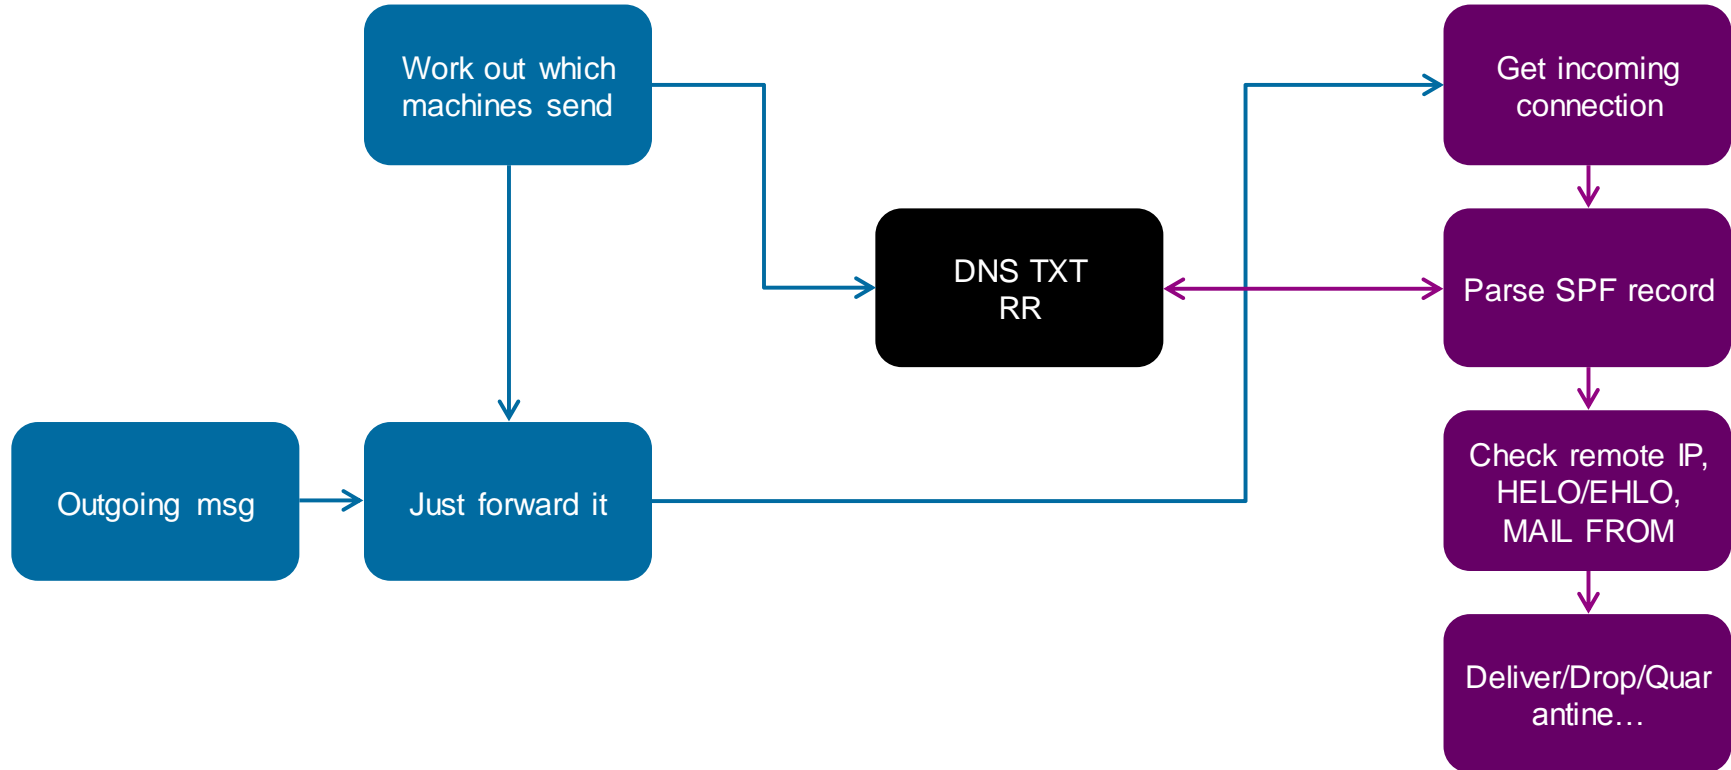 Work out which
machines send
Get incoming
connection
DNS TXT
RR
Parse SPF record
Outgoing msg
Just forward it
Check remote IP,
HELO/EHLO,
MAIL FROM
Deliver/Drop/Quar
antine…